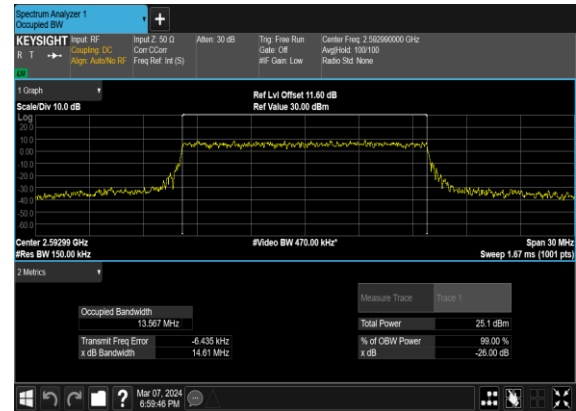 Spectrum Analyzer 1
Occupied BW
KEYSIGHT
R T
Input: RF
Coupling: DC
Align: Auto/No RF
Input Z: 50 Ω
Corr CCorr
Freq Ref: Int (S)
Atten: 30 dB
Trig: Free Run
Gate: Off
#IF Gain: Low
Center Freq: 2.592990000 GHz
Avg|Hold: 100/100
Radio Std: None
1 Graph
Scale/Div 10.0 dB
Ref Lvl Offset 11.60 dB
Ref Value 30.00 dBm
Log
20.0
10.0
0.00
-10.0
-20.0
-30.0
-40.0
-50.0
-60.0
Center 2.59299 GHz
#Res BW 150.00 kHz
#Video BW 470.00 kHz*
Span 30 MHz
Sweep 1.67 ms (1001 pts)
2 Metrics
Measure Trace Trace 1
Occupied Bandwidth
13.567 MHz
Total Power 25.1 dBm
Transmit Freq Error -6.435 kHz
% of OBW Power 99.00 %
x dB Bandwidth 14.61 MHz
x dB -26.00 dB
?
Mar 07, 2024
6:59:46 PM